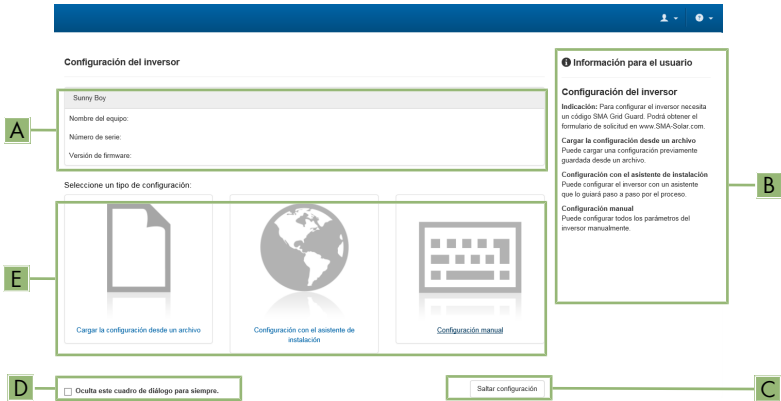 Configuración del inversor
Información para el usuario
A
Sunny Boy
Nombre del equipo:
Número de serie:
Versión de firmware:
Configuración del inversor
Indicación: Para configurar el inversor necesita
un código SMA Grid Guard. Podrá obtener el
formulario de solicitud en www.SMA-Solar.com.
Cargar la configuración desde un archivo
Puede cargar una configuración previamente
guardada desde un archivo.
Configuración con el asistente de instalación
Puede configurar el inversor con un asistente
que lo guiará paso a paso por el proceso.
Configuración manual
Puede configurar todos los parámetros del
inversor manualmente.
B
Seleccione un tipo de configuración:
E
Cargar la configuración desde un archivo
Configuración con el asistente de
instalación
Configuración manual
D
Oculta este cuadro de diálogo para siempre.
Saltar configuración
C